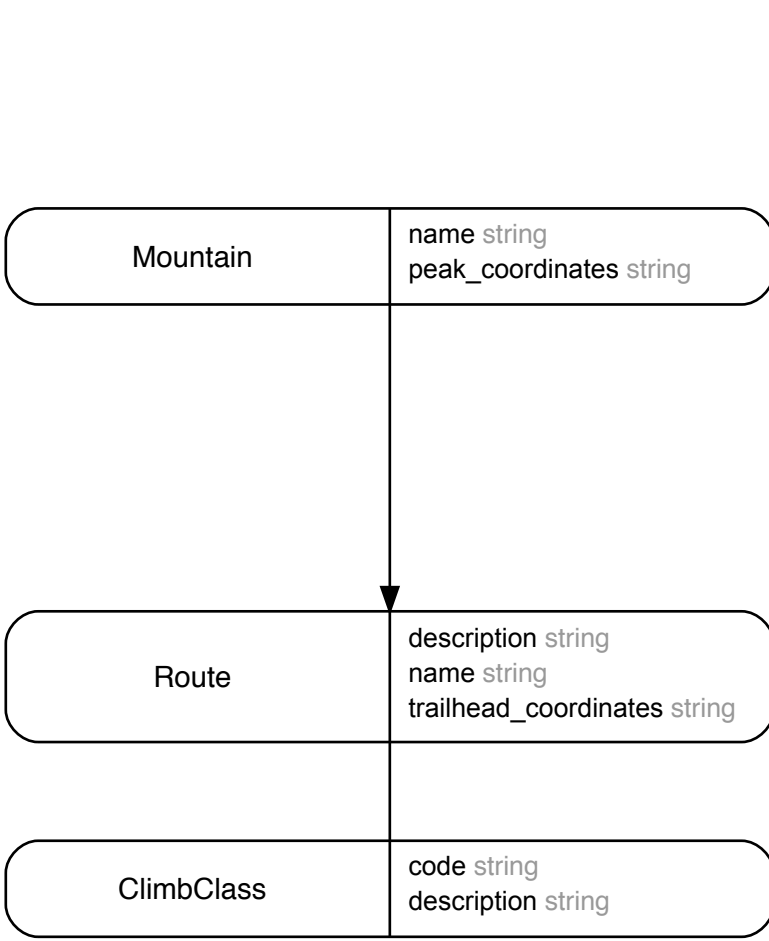 Mountain
name string
peak_coordinates string
Route
description string
name string
trailhead_coordinates string
ClimbClass
code string
description string